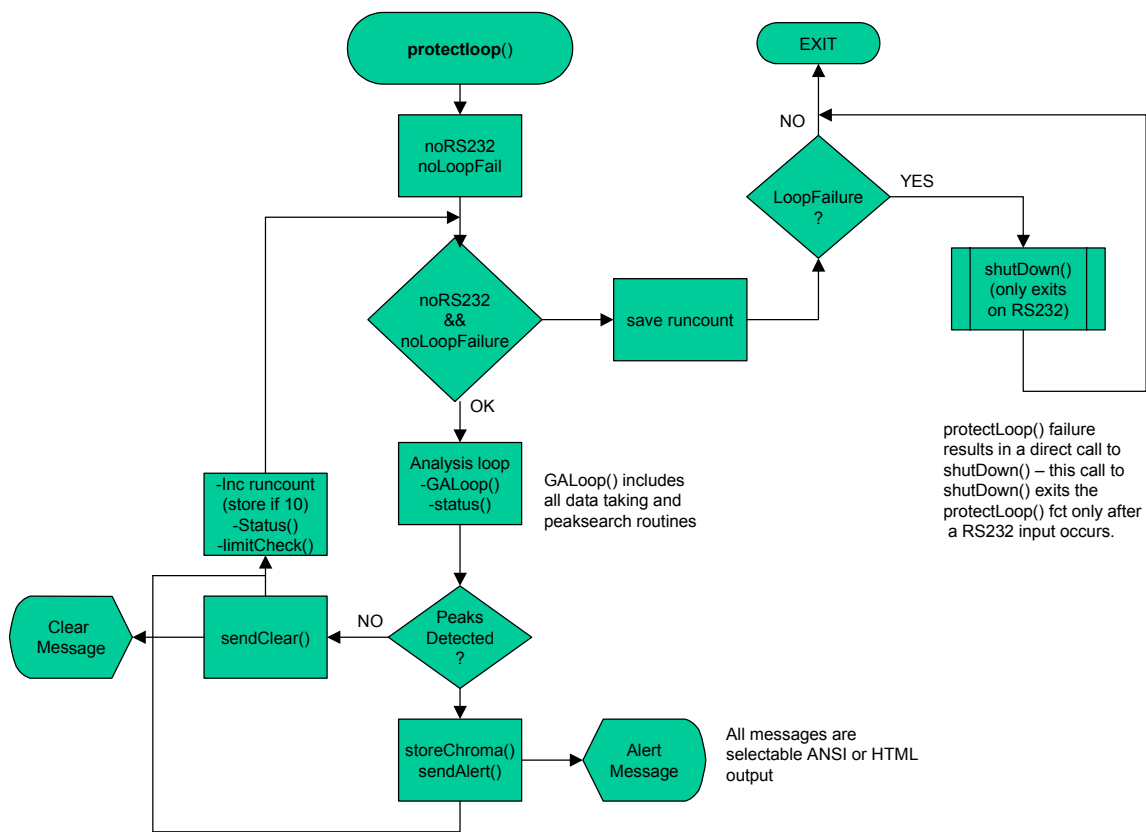 protectloop()
EXIT
noRS232
noLoopFail
NO
LoopFailure
?
YES
noRS232
&&
noLoopFailure
save runcount
shutDown()
(only exits
on RS232)
OK
protectLoop() failure
results in a direct call to
shutDown() – this call to
shutDown() exits the
protectLoop() fct only after
a RS232 input occurs.
Analysis loop
-GALoop()
-status()
GALoop() includes
all data taking and
peaksearch routines
-Inc runcount
(store if 10)
-Status()
-limitCheck()
Peaks
Detected
?
NO
sendClear()
Clear
Message
storeChroma()
sendAlert()
Alert
Message
All messages are
selectable ANSI or HTML
output